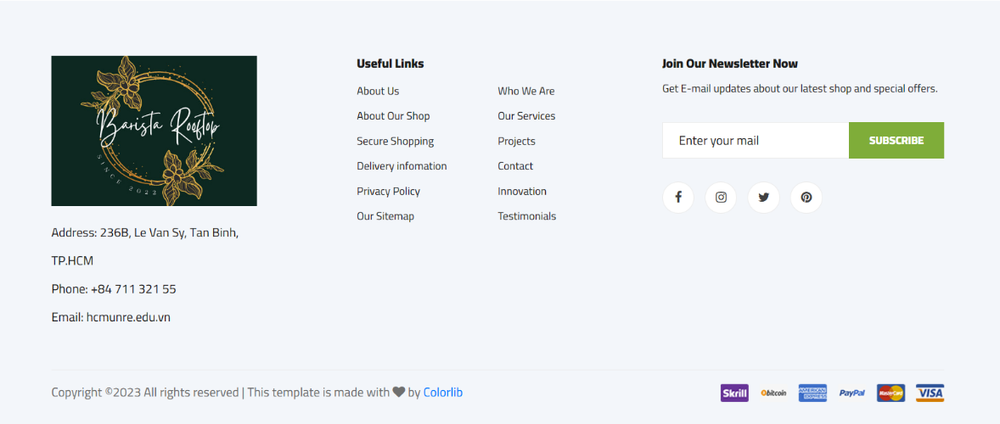 Barista Rooftop
SINCE 2022
Address: 236B, Le Van Sy, Tan Binh,
TP.HCM
Phone: +84 711 321 55
Email: hcmunre.edu.vn
Useful Links
About Us
About Our Shop
Secure Shopping
Delivery infomation
Privacy Policy
Our Sitemap
Who We Are
Our Services
Projects
Contact
Innovation
Testimonials
Join Our Newsletter Now
Get E-mail updates about our latest shop and special offers.
Enter your mail
SUBSCRIBE
Copyright ©2023 All rights reserved | This template is made with by Colorlib
Skrill
bitcoin
AMERICAN EXPRESS
PayPal
MasterCard
VISA